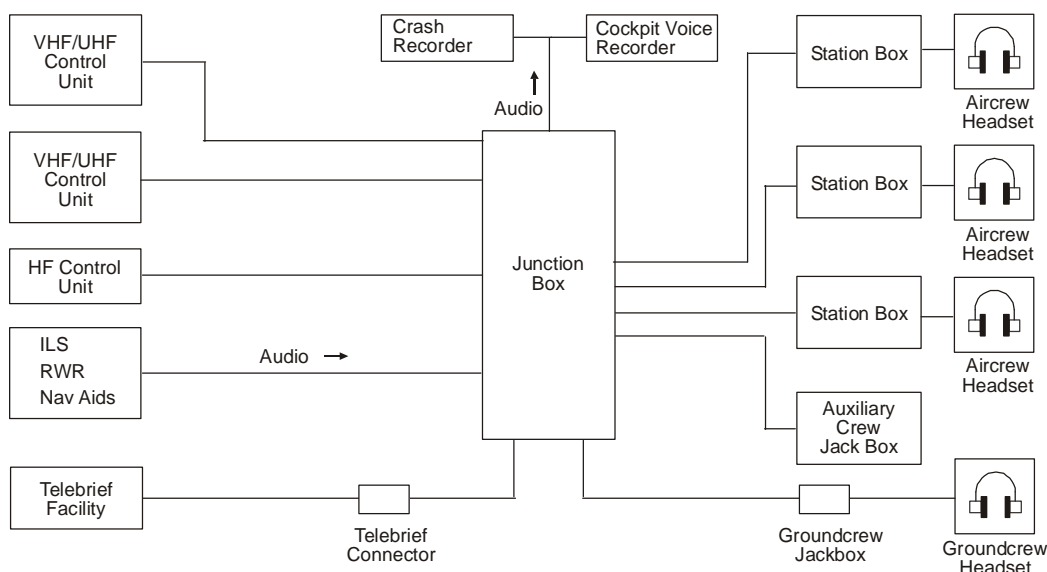 VHF/UHF
Control
Unit
VHF/UHF
Control
Unit
HF Control
Unit
ILS
RWR
Nav Aids
Audio
Telebrief
Facility
Telebrief
Connector
Crash
Recorder
Cockpit Voice
Recorder
Audio
Junction
Box
Station Box
Aircrew
Headset
Station Box
Aircrew
Headset
Station Box
Aircrew
Headset
Auxiliary
Crew
Jack Box
Groundcrew
Jackbox
Groundcrew
Headset